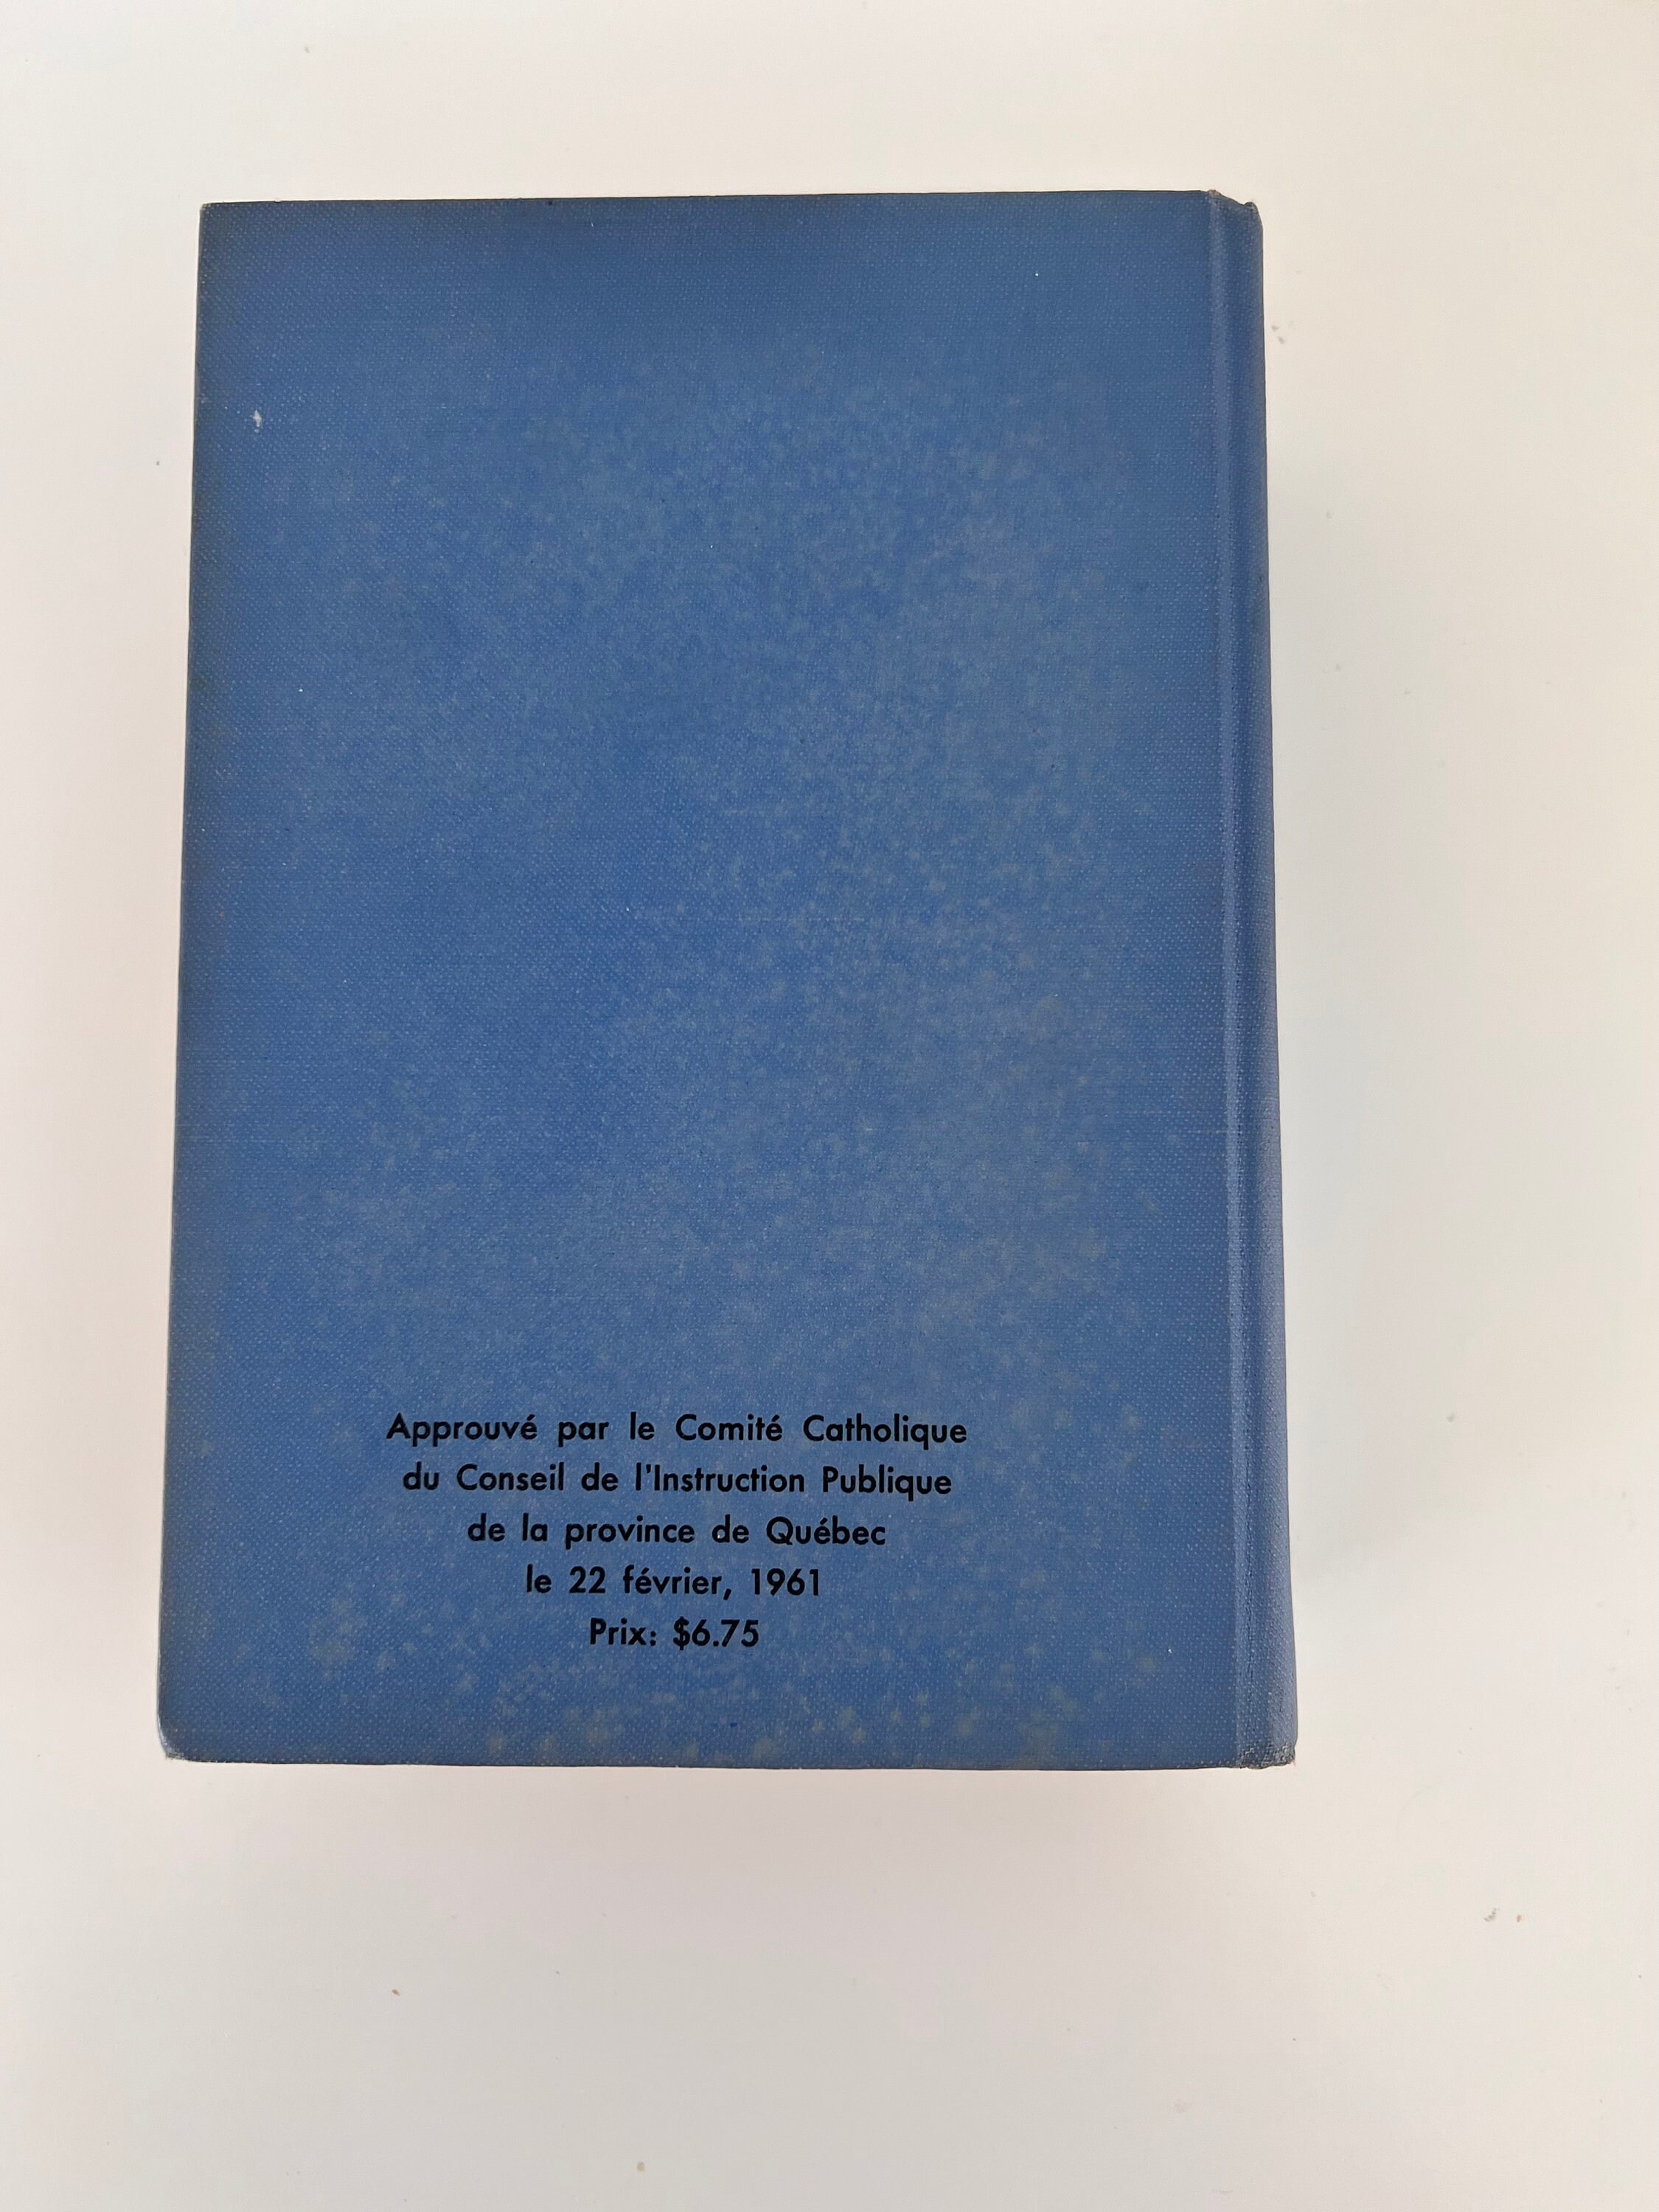 Approuvé par le Comité Catholique
du Conseil de l'Instruction Publique
de la province de Québec
le 22 février, 1961
Prix: $6.75